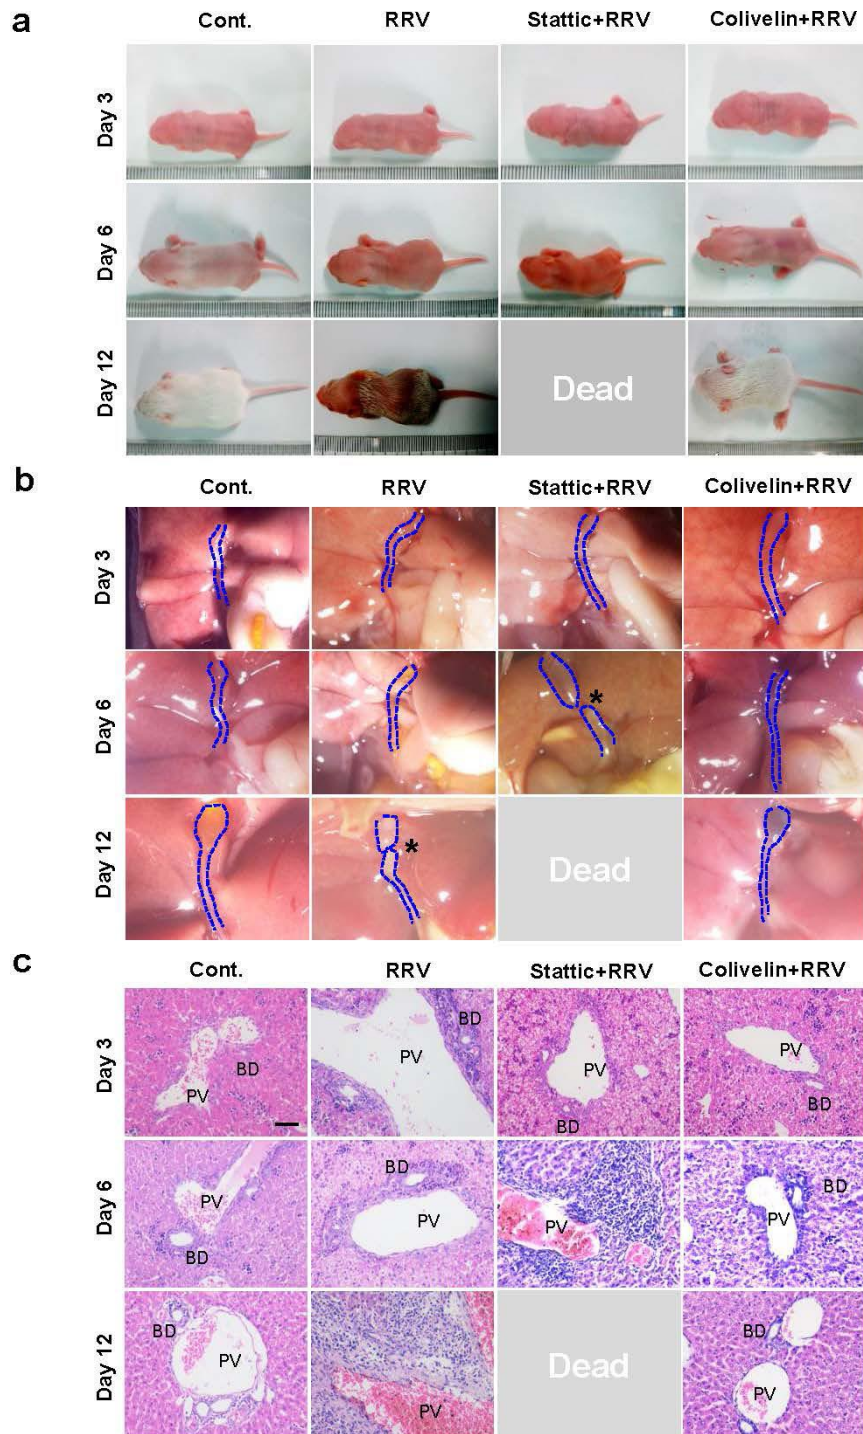 a
Cont. RRV Stattic+RRV Colivelin+RRV
Day 3
Day 6
Day 12
Dead
b
Cont. RRV Stattic+RRV Colivelin+RRV
Day 3
Day 6
*
Day 12
*
Dead
c
Cont. RRV Stattic+RRV Colivelin+RRV
Day 3
BD PV
PV BD
BD
PV BD
Day 6
PV BD
BD PV
PV
BD PV
Day 12
BD PV
PV
Dead
BD PV